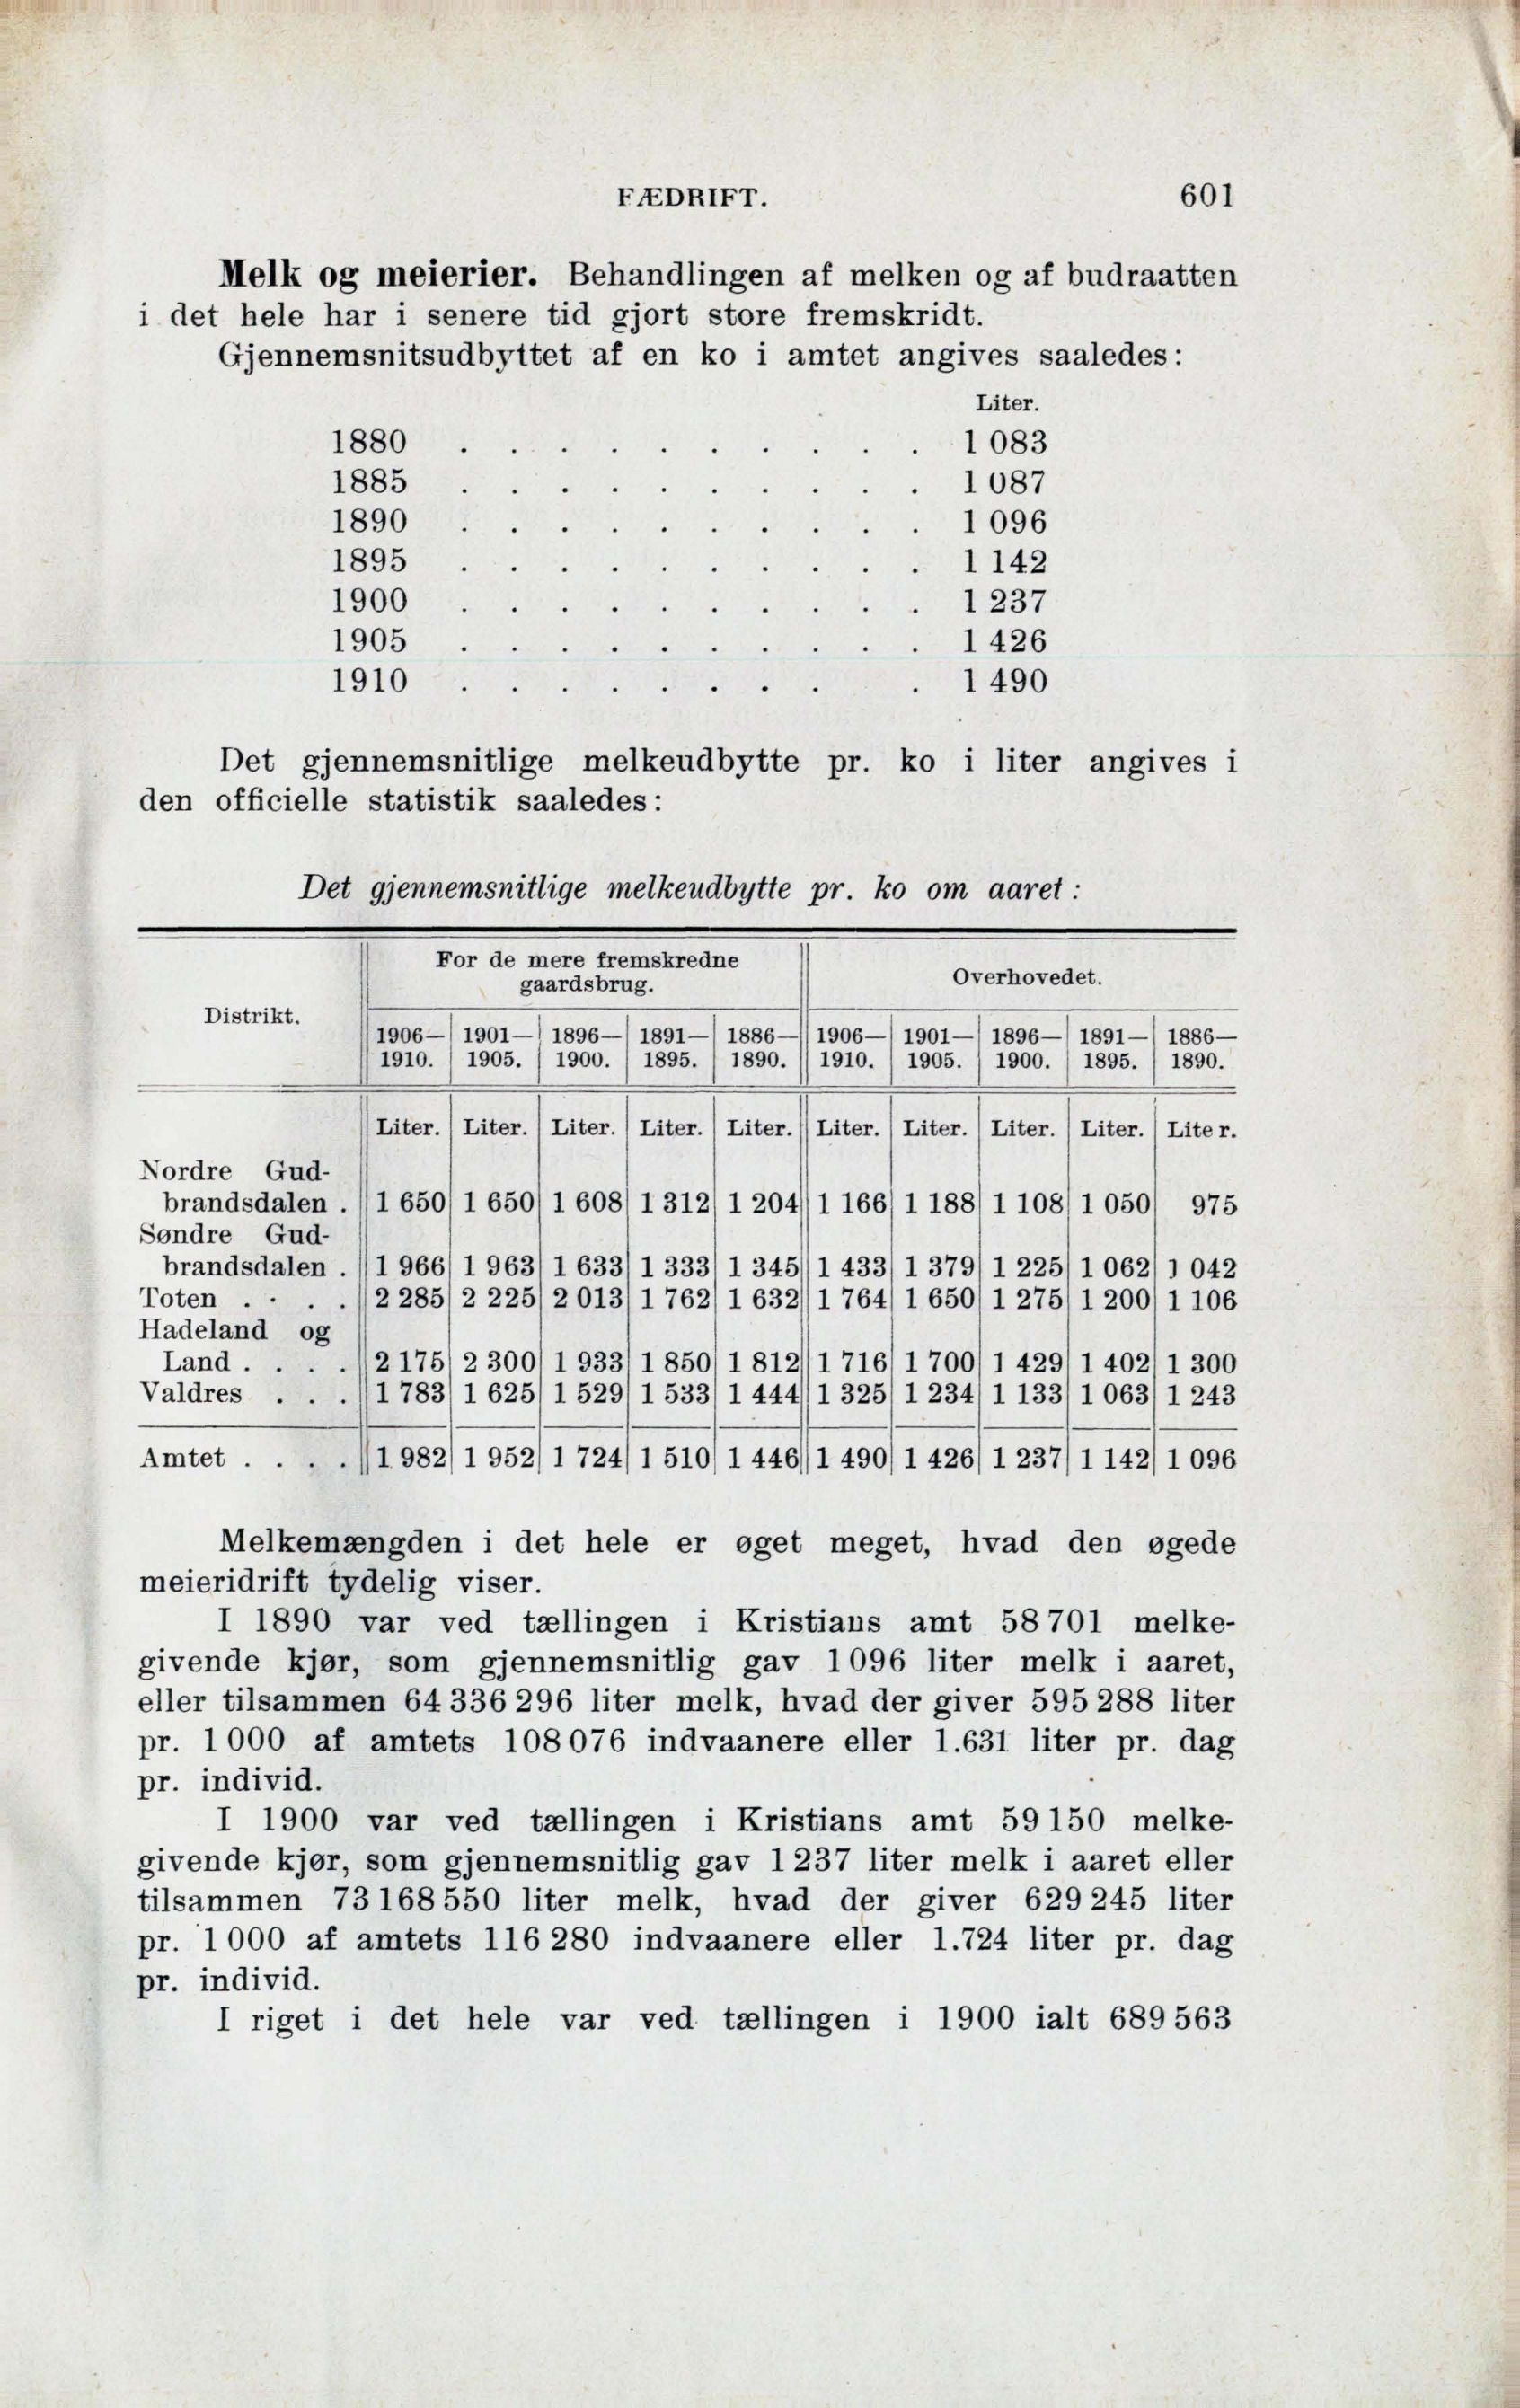 FÆDRIFT. 601
Melk og meierier. Behandlingen af melken og af budraatten
i det hele har i senere tid gjort store fremskridt.
Gjennemsnitsudbyttet af en ko i amtet angives saaledes:
Liter.
1880 . . . . . . . . . . 1 083
1885 . . . . . . . . . . 1 087
1890 . . . . . . . . . . 1 096
1895 . . . . . . . . . . 1 142
1900 . . . . . . . . . . 1 237
1905 . . . . . . . . . . 1 426
1910 . . . . . . . . . 1 490
Det gjennemsnitlige melkeudbytte pr. ko i liter angives i
den officielle statistik saaledes:
Det gjennemsnitlige melkeudbytte pr. ko om aaret:
For de mere fremskredne
gaardsbrug.
Overhovedet.
Distrikt.
1906— 1901— 1896— 1891— 1886— 1906— 1901— 1896— 1891— 1886—
1910. 1905. 1900. 1895. 1890. 1910. 1905. 1900. 1895. 1890.
Liter. Liter. Liter. Liter. Liter. Liter. Liter. Liter. Liter. Liter.
Nordre Gud-
brandsdalen . 1 650 1 650 1 608 1 312 1 204 1 166 1 188 1 108 1 050 975
Søndre Gud-
brandsdalen . 1 966 1 963 1 633 1 333 1 345 1 433 1 379 1 225 1 062 1 042
Toten . . . . 2 285 2 225 2 013 1 762 1 632 1 764 1 650 1 275 1 200 1 106
Hadeland og
Land . . . . 2 175 2 300 1 933 1 850 1 812 1 716 1 700 1 429 1 402 1 300
Valdres . . . 1 783 1 625 1 529 1 533 1 444 1 325 1 234 1 133 1 063 1 243
Amtet . . . . 1 982 1 952 1 724 1 510 1 446 1 490 1 426 1 237 1 142 1 096
Melkemængden i det hele er øget meget, hvad den øgede
meieridrift tydelig viser.
I 1890 var ved tællingen i Kristians amt 58 701 melke-
givende kjør, som gjennemsnitlig gav 1 096 liter melk i aaret,
eller tilsammen 64 336 296 liter melk, hvad der giver 595 288 liter
pr. 1 000 af amtets 108 076 indvaanere eller 1.631 liter pr. dag
pr. individ.
I 1900 var ved tællingen i Kristians amt 59 150 melke-
givende kjør, som gjennemsnitlig gav 1 237 liter melk i aaret eller
tilsammen 73 168 550 liter melk, hvad der giver 629 245 liter
pr. 1 000 af amtets 116 280 indvaanere eller 1.724 liter pr. dag
pr. individ.
I riget i det hele var ved tællingen i 1900 ialt 689 563